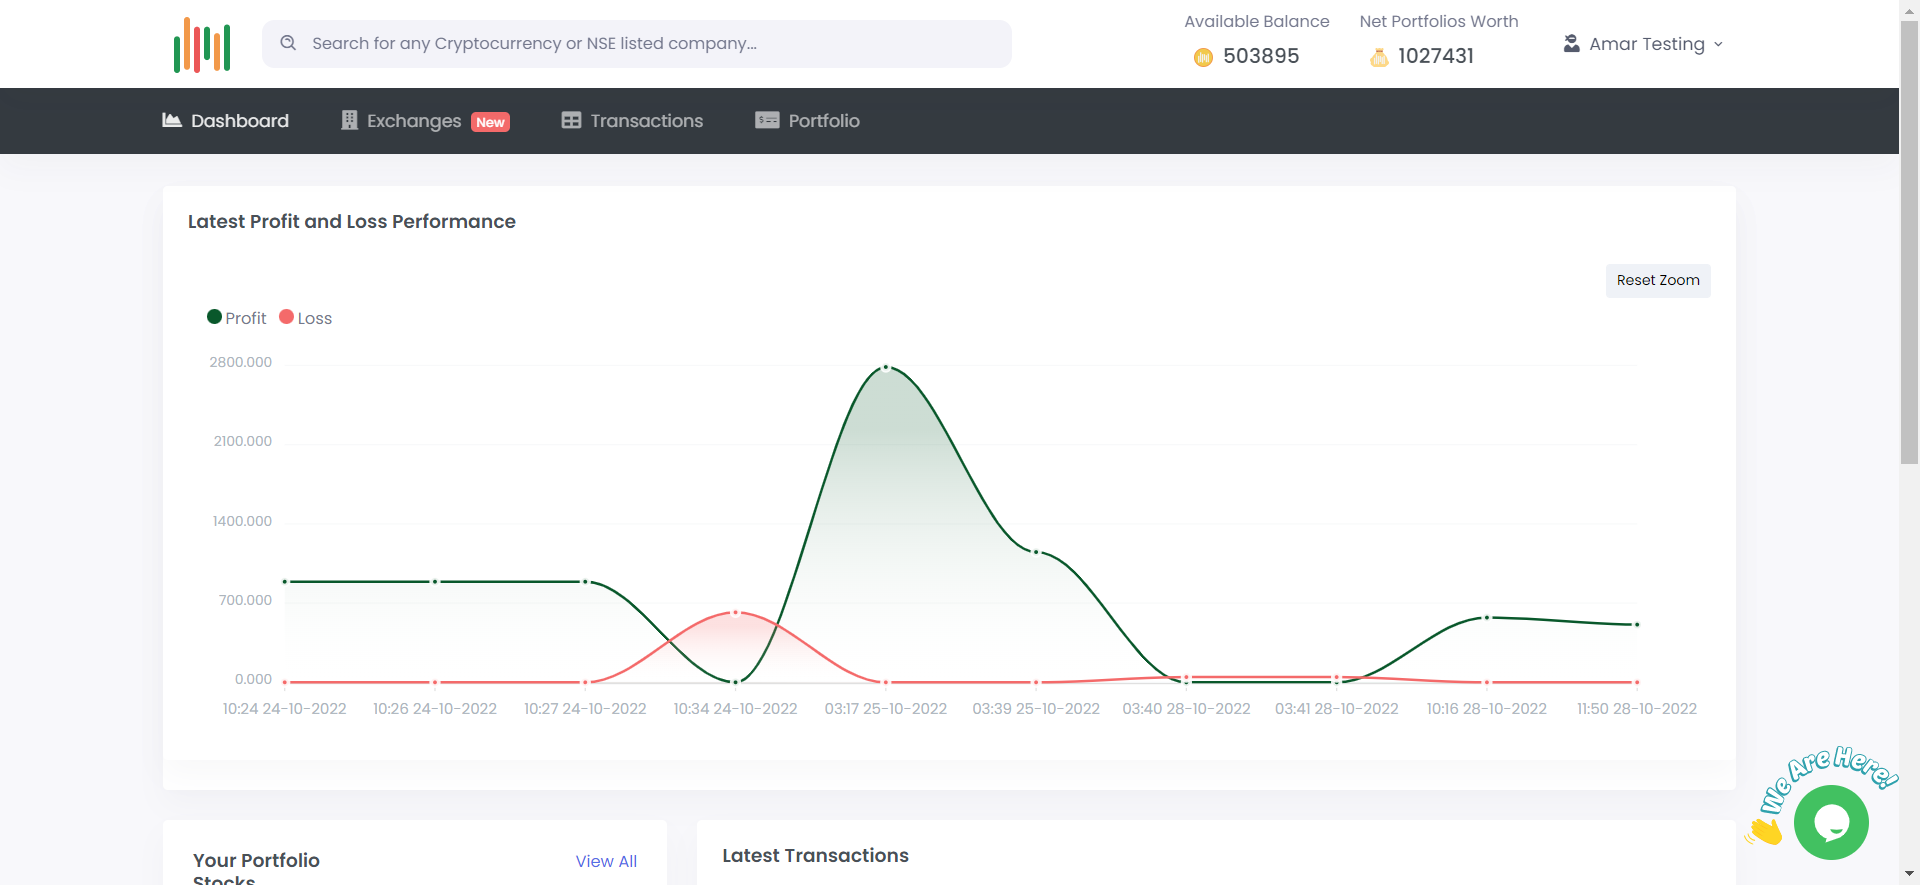 Search for any Cryptocurrency or NSE listed company...
Available Balance
503895
Net Portfolios Worth
1027431
Amar Testing
Dashboard
Exchanges New
Transactions
Portfolio
Latest Profit and Loss Performance
Reset Zoom
Profit Loss
2800.000
2100.000
1400.000
700.000
0.000
10:24 24-10-2022 10:26 24-10-2022 10:27 24-10-2022 10:34 24-10-2022 03:17 25-10-2022 03:39 25-10-2022 03:40 28-10-2022 03:41 28-10-2022 10:16 28-10-2022 11:50 28-10-2022
We Are Here!
Your Portfolio
Stocks
View All
Latest Transactions